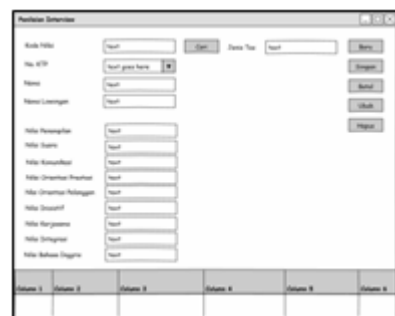 Penilaian Interview
Kode Nilai text Cari Jenis Tes text Baru
No. KTP text goes here Simpan
Nama text Batal
Nama Lowongan text Ubah
Hapus
Nilai Penampilan text
Nilai Suara text
Nilai Komunikasi text
Nilai Orientasi Prestasi text
Nilai Orientasi Pelanggan text
Nilai Inisiatif text
Nilai Kerjasama text
Nilai Integritas text
Nilai Bahasa Inggris text
Column 1 Column 2 Column 3 Column 4 Column 5 Column 6